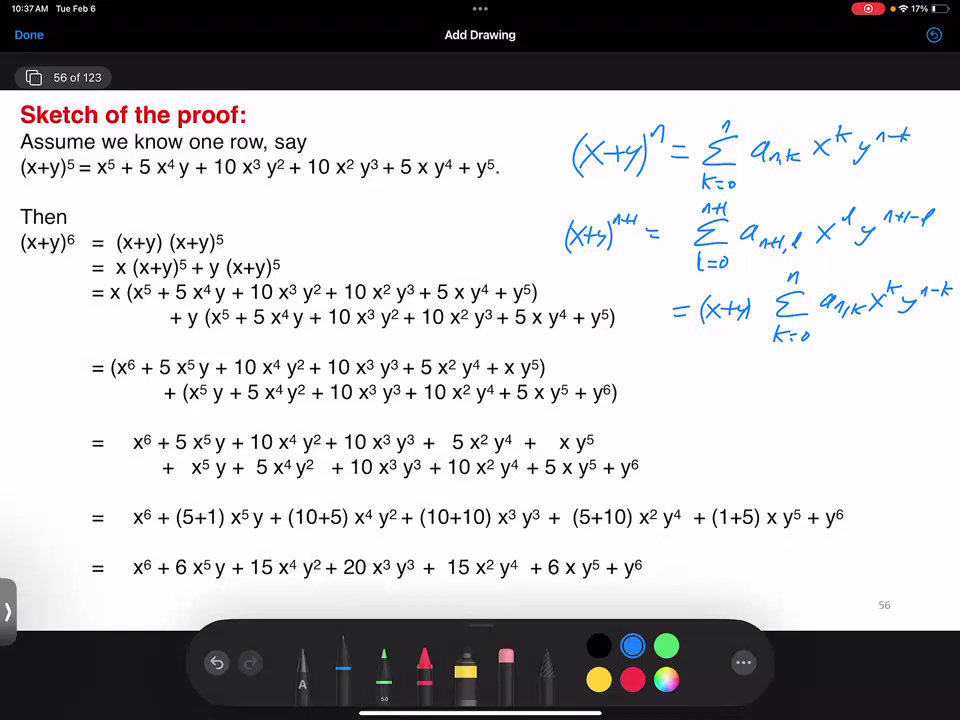 10:37 AM Tue Feb 6
17%
Done
Add Drawing
56 of 123
Sketch of the proof:
Assume we know one row, say
(x+y)⁵ = x⁵ + 5 x⁴ y + 10 x³ y² + 10 x² y³ + 5 x y⁴ + y⁵.
Then
(x+y)⁶ = (x+y) (x+y)⁵
= x (x+y)⁵ + y (x+y)⁵
= x (x⁵ + 5 x⁴ y + 10 x³ y² + 10 x² y³ + 5 x y⁴ + y⁵)
+ y (x⁵ + 5 x⁴ y + 10 x³ y² + 10 x² y³ + 5 x y⁴ + y⁵)
= (x⁶ + 5 x⁵ y + 10 x⁴ y² + 10 x³ y³ + 5 x² y⁴ + x y⁵)
+ (x⁵ y + 5 x⁴ y² + 10 x³ y³ + 10 x² y⁴ + 5 x y⁵ + y⁶)
= x⁶ + 5 x⁵ y + 10 x⁴ y² + 10 x³ y³ + 5 x² y⁴ + x y⁵
+ x⁵ y + 5 x⁴ y² + 10 x³ y³ + 10 x² y⁴ + 5 x y⁵ + y⁶
= x⁶ + (5+1) x⁵ y + (10+5) x⁴ y² + (10+10) x³ y³ + (5+10) x² y⁴ + (1+5) x y⁵ + y⁶
= x⁶ + 6 x⁵ y + 15 x⁴ y² + 20 x³ y³ + 15 x² y⁴ + 6 x y⁵ + y⁶
(x+y)^n = ∑_{k=0}^{n} a_{n,k} x^k y^{n-k}
(x+y)^{n+1} = ∑_{l=0}^{n+1} a_{n+1,l} x^l y^{n+1-l}
= (x+y) ∑_{k=0}^{n} a_{n,k} x^k y^{n-k}
56
A
50